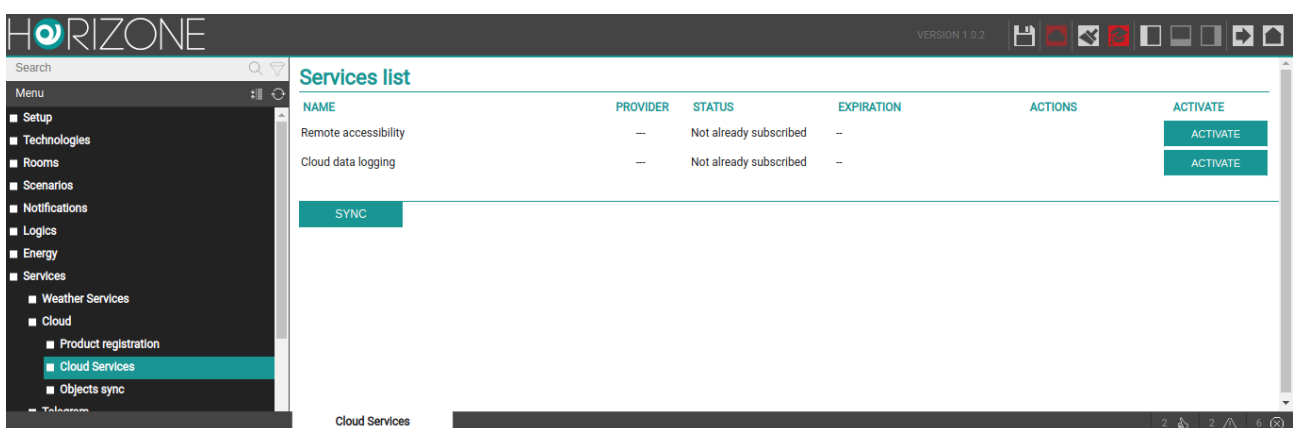 HORIZONE
VERSION 1.0.2
Search
Menu
Setup
Technologies
Rooms
Scenarios
Notifications
Logics
Energy
Services
Weather Services
Cloud
Product registration
Cloud Services
Objects sync
Telegram
Services list
NAME PROVIDER STATUS EXPIRATION ACTIONS ACTIVATE
Remote accessibility --- Not already subscribed -- ACTIVATE
Cloud data logging --- Not already subscribed -- ACTIVATE
SYNC
Cloud Services
2 2 6